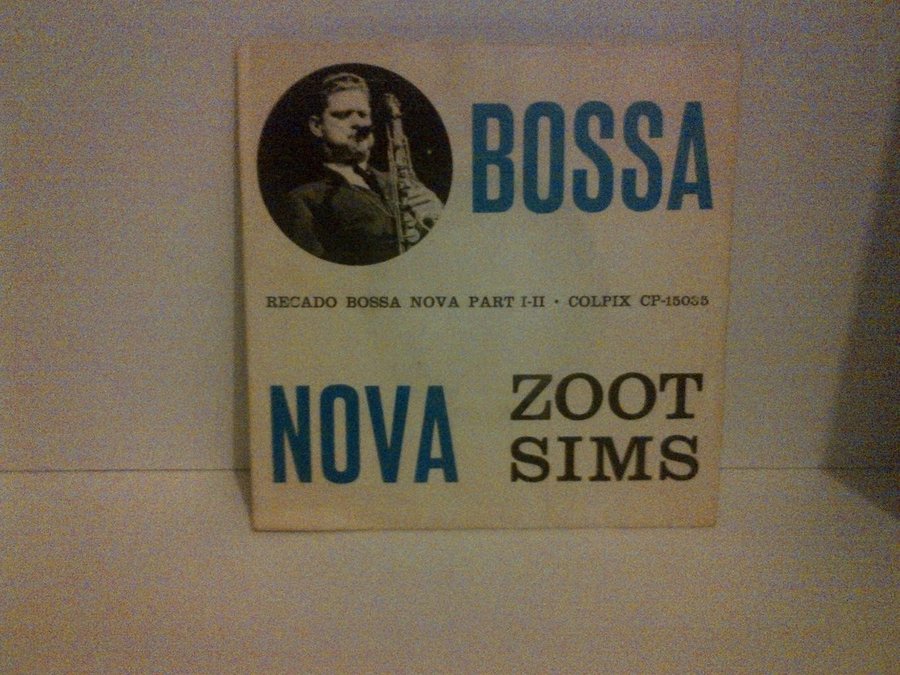 BOSSA
RECADO BOSSA NOVA PART I-II • COLPIX CP-15035
NOVA
ZOOT
SIMS